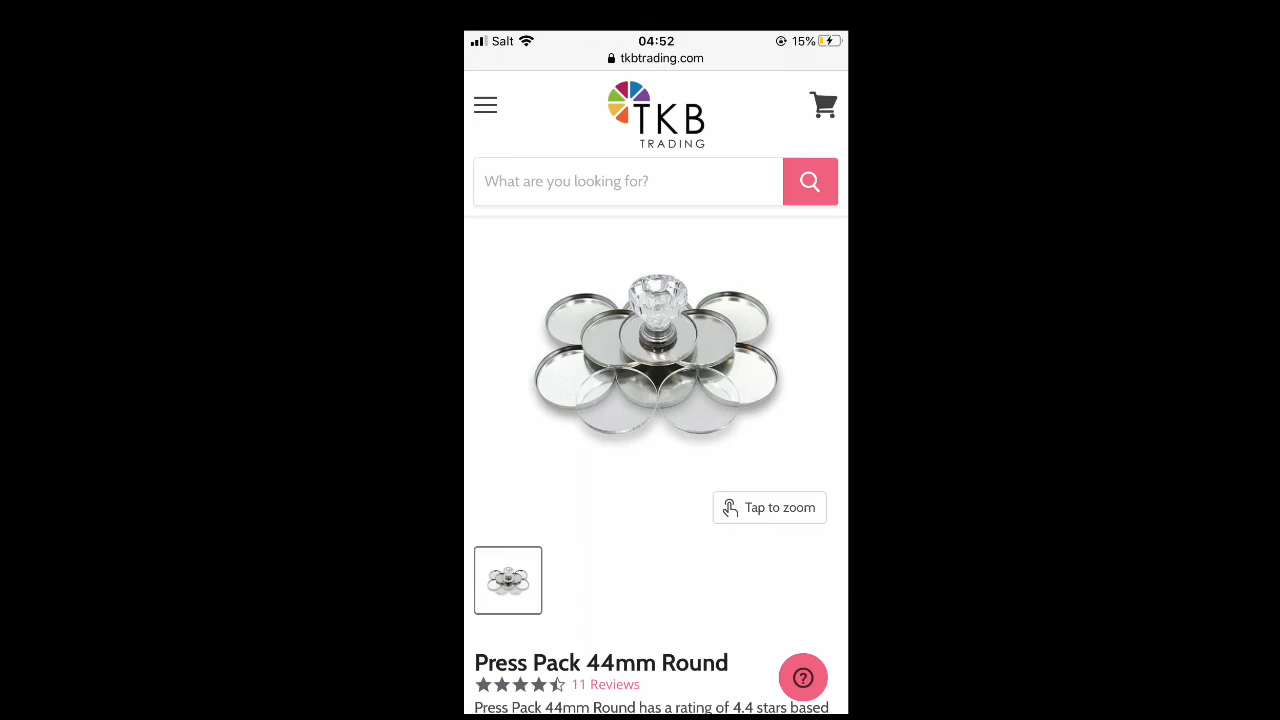 Salt 04:52 15%
tkbtrading.com
TKB
TRADING
What are you looking for?
Tap to zoom
Press Pack 44mm Round
11 Reviews
Press Pack 44mm Round has a rating of 4.4 stars based